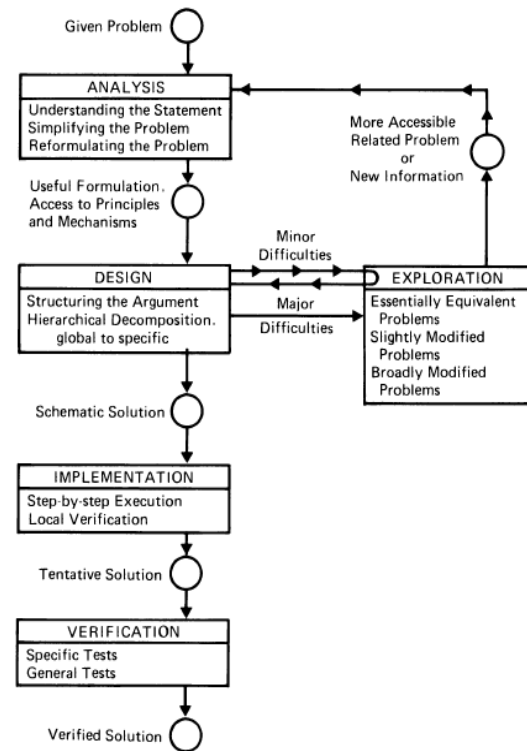 Given Problem
ANALYSIS
Understanding the Statement
Simplifying the Problem
Reformulating the Problem
More Accessible
Related Problem
or
New Information
Useful Formulation.
Access to Principles
and Mechanisms
Minor
Difficulties
DESIGN
Structuring the Argument
Hierarchical Decomposition.
global to specific
Major
Difficulties
EXPLORATION
Essentially Equivalent
Problems
Slightly Modified
Problems
Broadly Modified
Problems
Schematic Solution
IMPLEMENTATION
Step-by-step Execution
Local Verification
Tentative Solution
VERIFICATION
Specific Tests
General Tests
Verified Solution